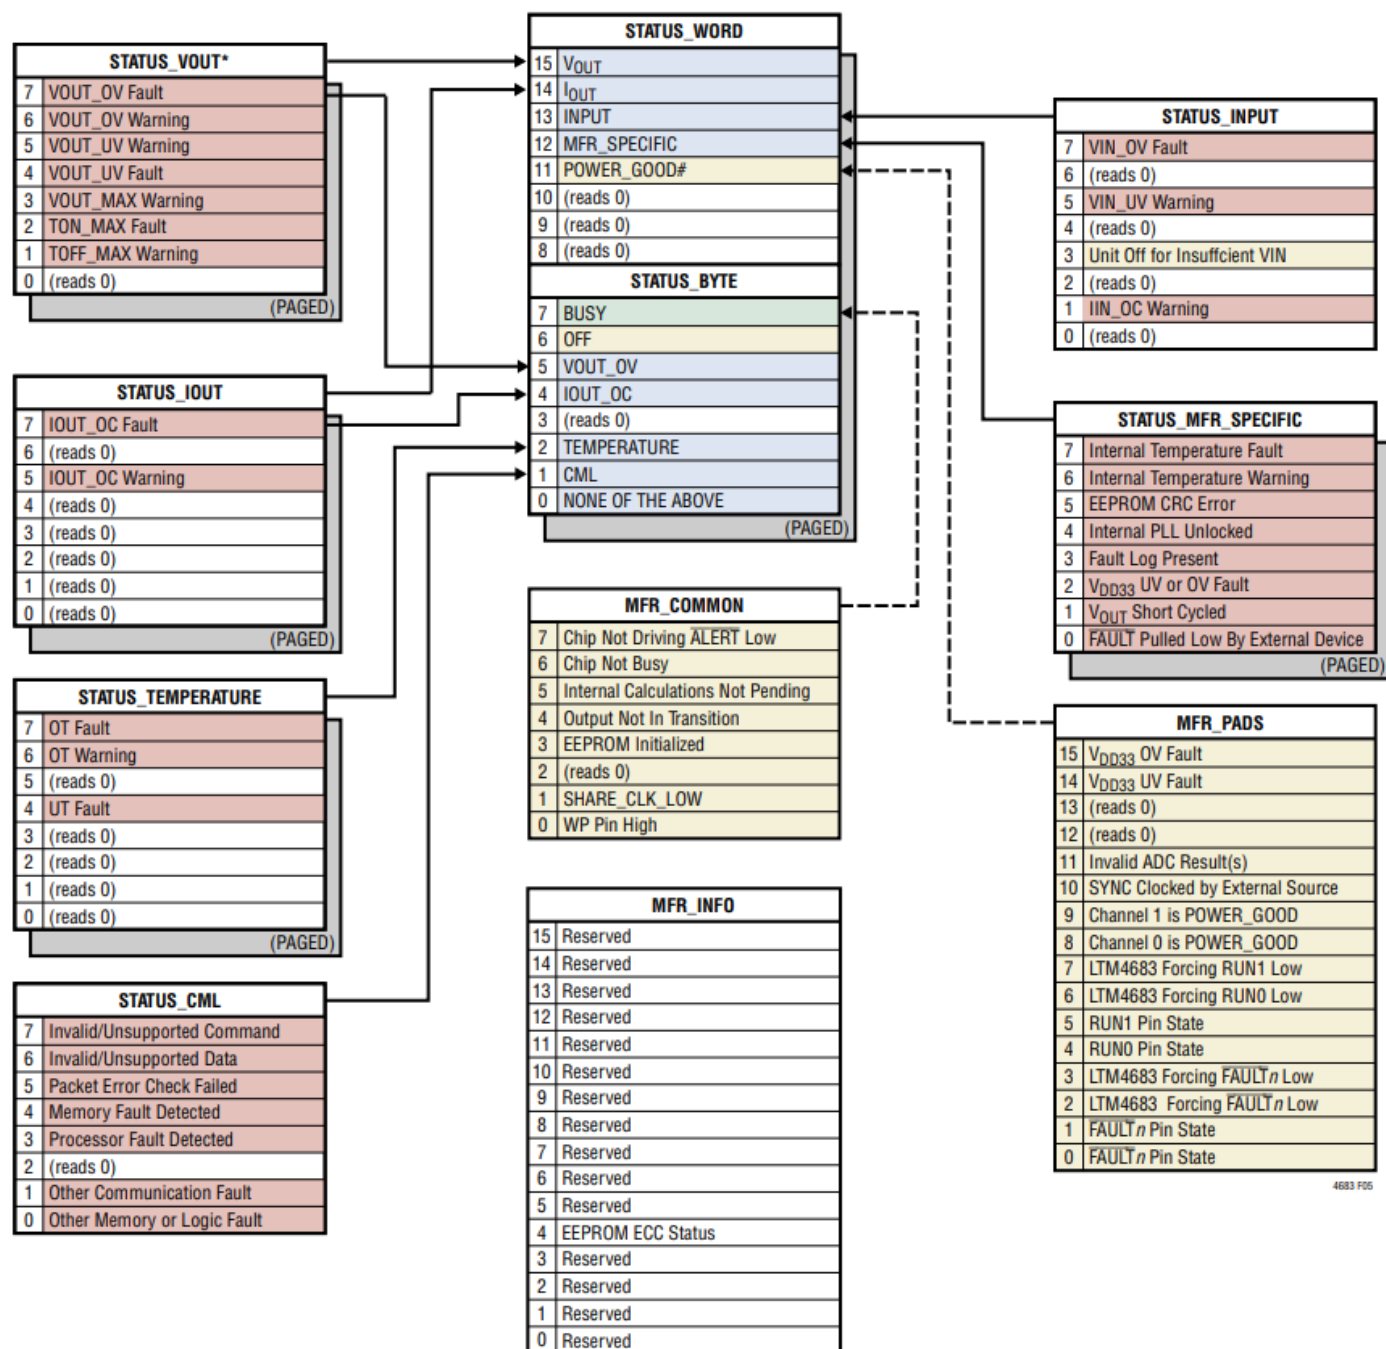 STATUS_VOUT*
7 VOUT_OV Fault
6 VOUT_OV Warning
5 VOUT_UV Warning
4 VOUT_UV Fault
3 VOUT_MAX Warning
2 TON_MAX Fault
1 TOFF_MAX Warning
0 (reads 0)
(PAGED)
STATUS_IOUT
7 IOUT_OC Fault
6 (reads 0)
5 IOUT_OC Warning
4 (reads 0)
3 (reads 0)
2 (reads 0)
1 (reads 0)
0 (reads 0)
(PAGED)
STATUS_TEMPERATURE
7 OT Fault
6 OT Warning
5 (reads 0)
4 UT Fault
3 (reads 0)
2 (reads 0)
1 (reads 0)
0 (reads 0)
(PAGED)
STATUS_CML
7 Invalid/Unsupported Command
6 Invalid/Unsupported Data
5 Packet Error Check Failed
4 Memory Fault Detected
3 Processor Fault Detected
2 (reads 0)
1 Other Communication Fault
0 Other Memory or Logic Fault
STATUS_WORD
15 VOUT
14 IOUT
13 INPUT
12 MFR_SPECIFIC
11 POWER_GOOD#
10 (reads 0)
9 (reads 0)
8 (reads 0)
STATUS_BYTE
7 BUSY
6 OFF
5 VOUT_OV
4 IOUT_OC
3 (reads 0)
2 TEMPERATURE
1 CML
0 NONE OF THE ABOVE
(PAGED)
MFR_COMMON
7 Chip Not Driving ALERT Low
6 Chip Not Busy
5 Internal Calculations Not Pending
4 Output Not In Transition
3 EEPROM Initialized
2 (reads 0)
1 SHARE_CLK_LOW
0 WP Pin High
MFR_INFO
15 Reserved
14 Reserved
13 Reserved
12 Reserved
11 Reserved
10 Reserved
9 Reserved
8 Reserved
7 Reserved
6 Reserved
5 Reserved
4 EEPROM ECC Status
3 Reserved
2 Reserved
1 Reserved
0 Reserved
STATUS_INPUT
7 VIN_OV Fault
6 (reads 0)
5 VIN_UV Warning
4 (reads 0)
3 Unit Off for Insuffcient VIN
2 (reads 0)
1 IIN_OC Warning
0 (reads 0)
STATUS_MFR_SPECIFIC
7 Internal Temperature Fault
6 Internal Temperature Warning
5 EEPROM CRC Error
4 Internal PLL Unlocked
3 Fault Log Present
2 VDD33 UV or OV Fault
1 VOUT Short Cycled
0 FAULT Pulled Low By External Device
(PAGED)
MFR_PADS
15 VDD33 OV Fault
14 VDD33 UV Fault
13 (reads 0)
12 (reads 0)
11 Invalid ADC Result(s)
10 SYNC Clocked by External Source
9 Channel 1 is POWER_GOOD
8 Channel 0 is POWER_GOOD
7 LTM4683 Forcing RUN1 Low
6 LTM4683 Forcing RUN0 Low
5 RUN1 Pin State
4 RUN0 Pin State
3 LTM4683 Forcing FAULTn Low
2 LTM4683 Forcing FAULTn Low
1 FAULTn Pin State
0 FAULTn Pin State
4683 F05